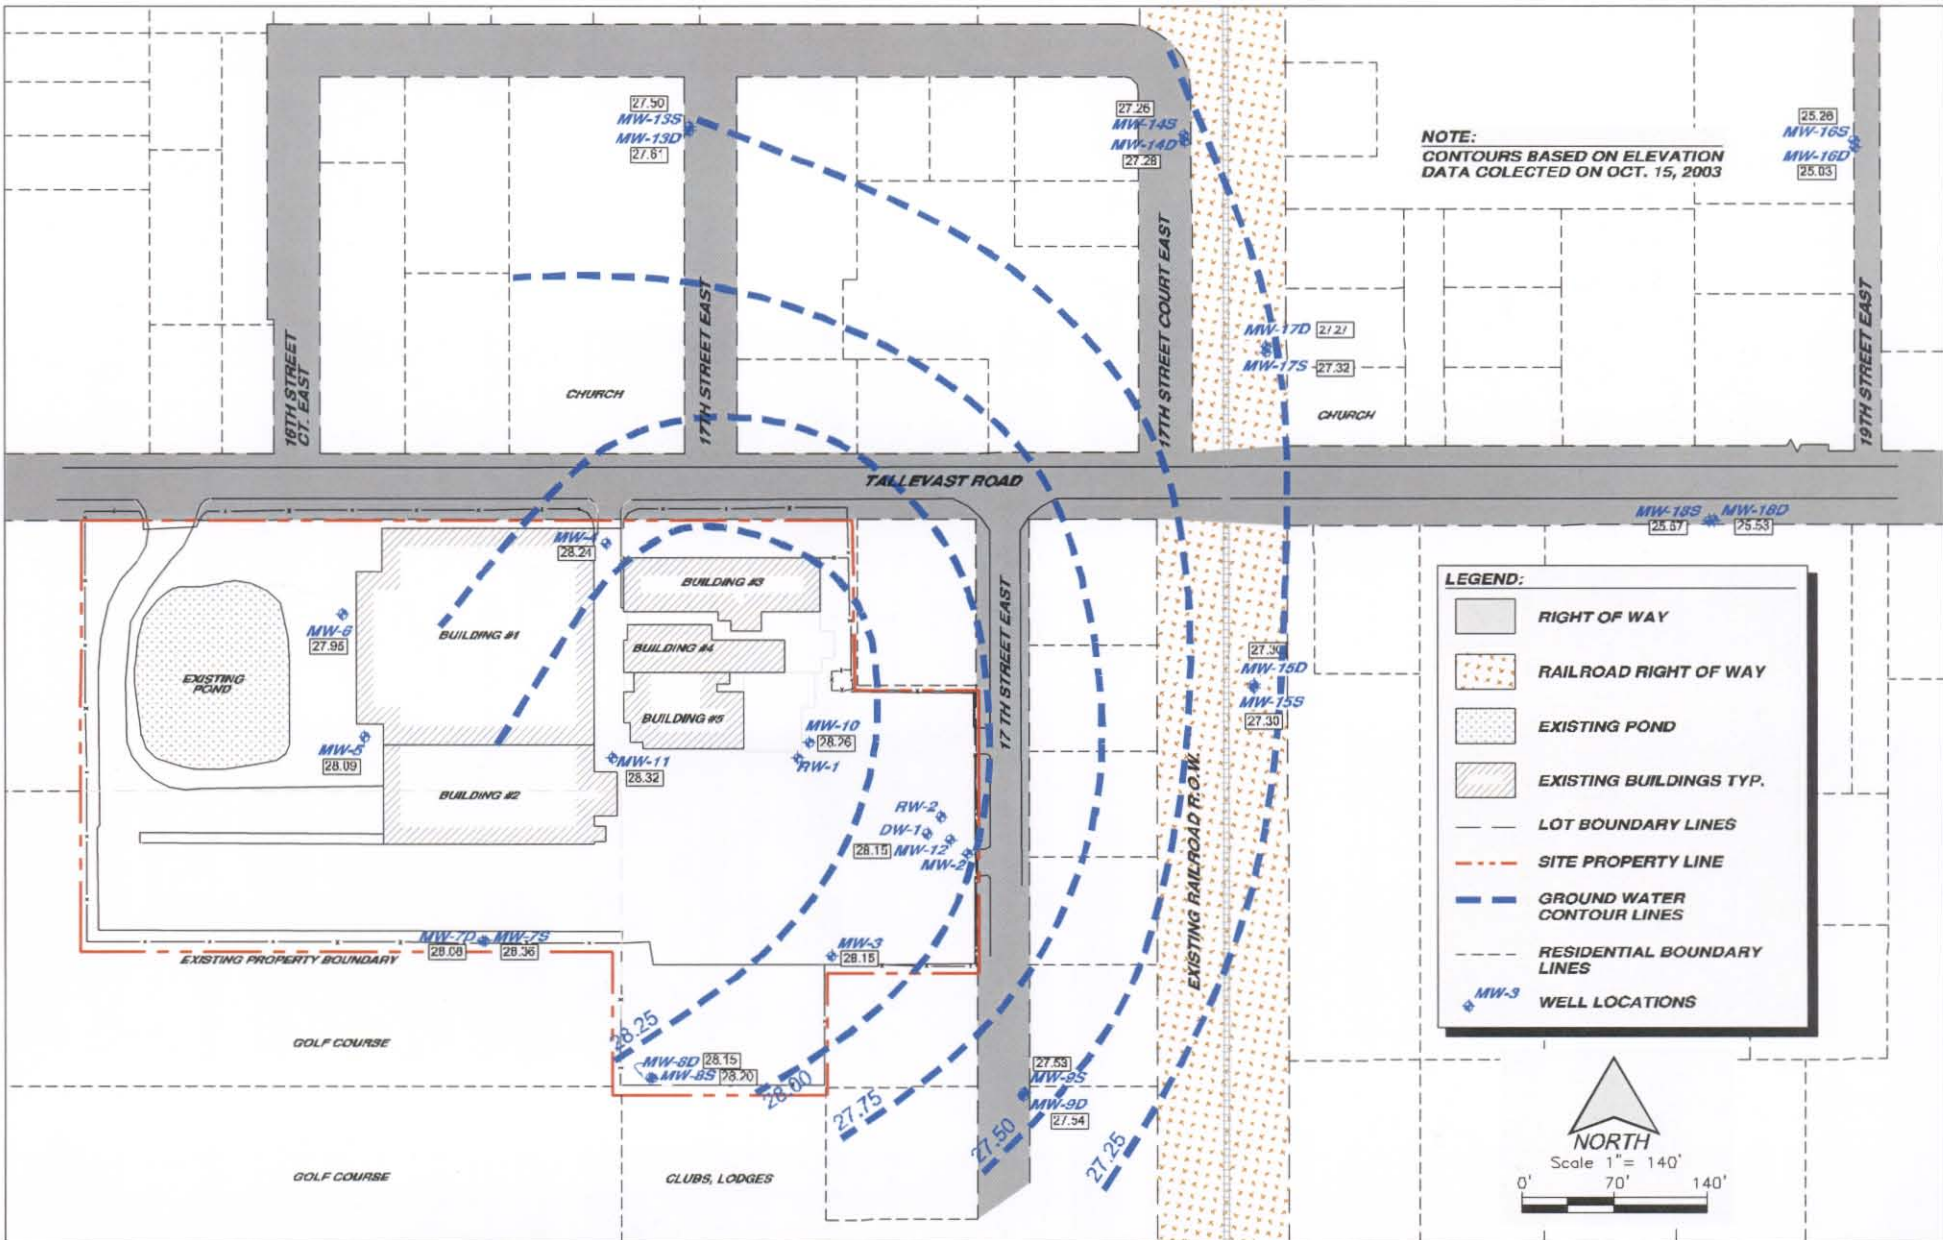 27.50
MW-13S
MW-13D
27.61
27.26
MW-14S
MW-14D
27.28
NOTE:
CONTOURS BASED ON ELEVATION
DATA COLECTED ON OCT. 15, 2003
25.26
MW-16S
MW-16D
25.03
16TH STREET
CT. EAST
17TH STREET EAST
17TH STREET COURT EAST
19TH STREET EAST
MW-17D 27.27
MW-17S 27.32
CHURCH
CHURCH
TALLEVAST ROAD
MW-18S
MW-18D
25.53
MW-4
28.24
BUILDING #3
MW-6
27.95
BUILDING #1
BUILDING #4
EXISTING
POND
BUILDING #5
17 TH STREET EAST
27.30
MW-15D
MW-15S
27.30
MW-5
28.09
MW-10
28.26
RW-1
MW-11
28.32
BUILDING #2
RW-2
DW-1
28.15 MW-12
MW-2
EXISTING RAILROAD R.O.W.
MW-7D MW-7S
28.08 28.36
MW-3
28.15
EXISTING PROPERTY BOUNDARY
GOLF COURSE
28.25
MW-8D 28.15
MW-8S 28.20
28.00
27.75
27.50
27.25
27.53
MW-9S
MW-9D
27.54
GOLF COURSE
CLUBS, LODGES
LEGEND:
RIGHT OF WAY
RAILROAD RIGHT OF WAY
EXISTING POND
EXISTING BUILDINGS TYP.
LOT BOUNDARY LINES
SITE PROPERTY LINE
GROUND WATER
CONTOUR LINES
RESIDENTIAL BOUNDARY
LINES
MW-3
WELL LOCATIONS
NORTH
Scale 1"= 140'
0' 70' 140'